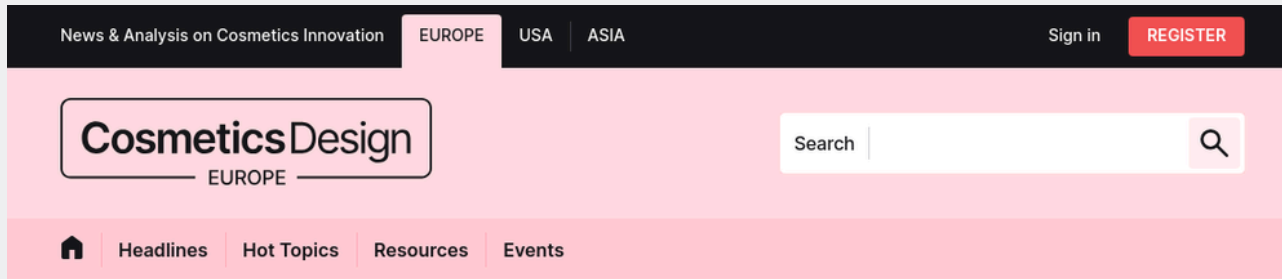 News & Analysis on Cosmetics Innovation EUROPE USA ASIA Sign in REGISTER
CosmeticsDesign
EUROPE
Search
Headlines Hot Topics Resources Events